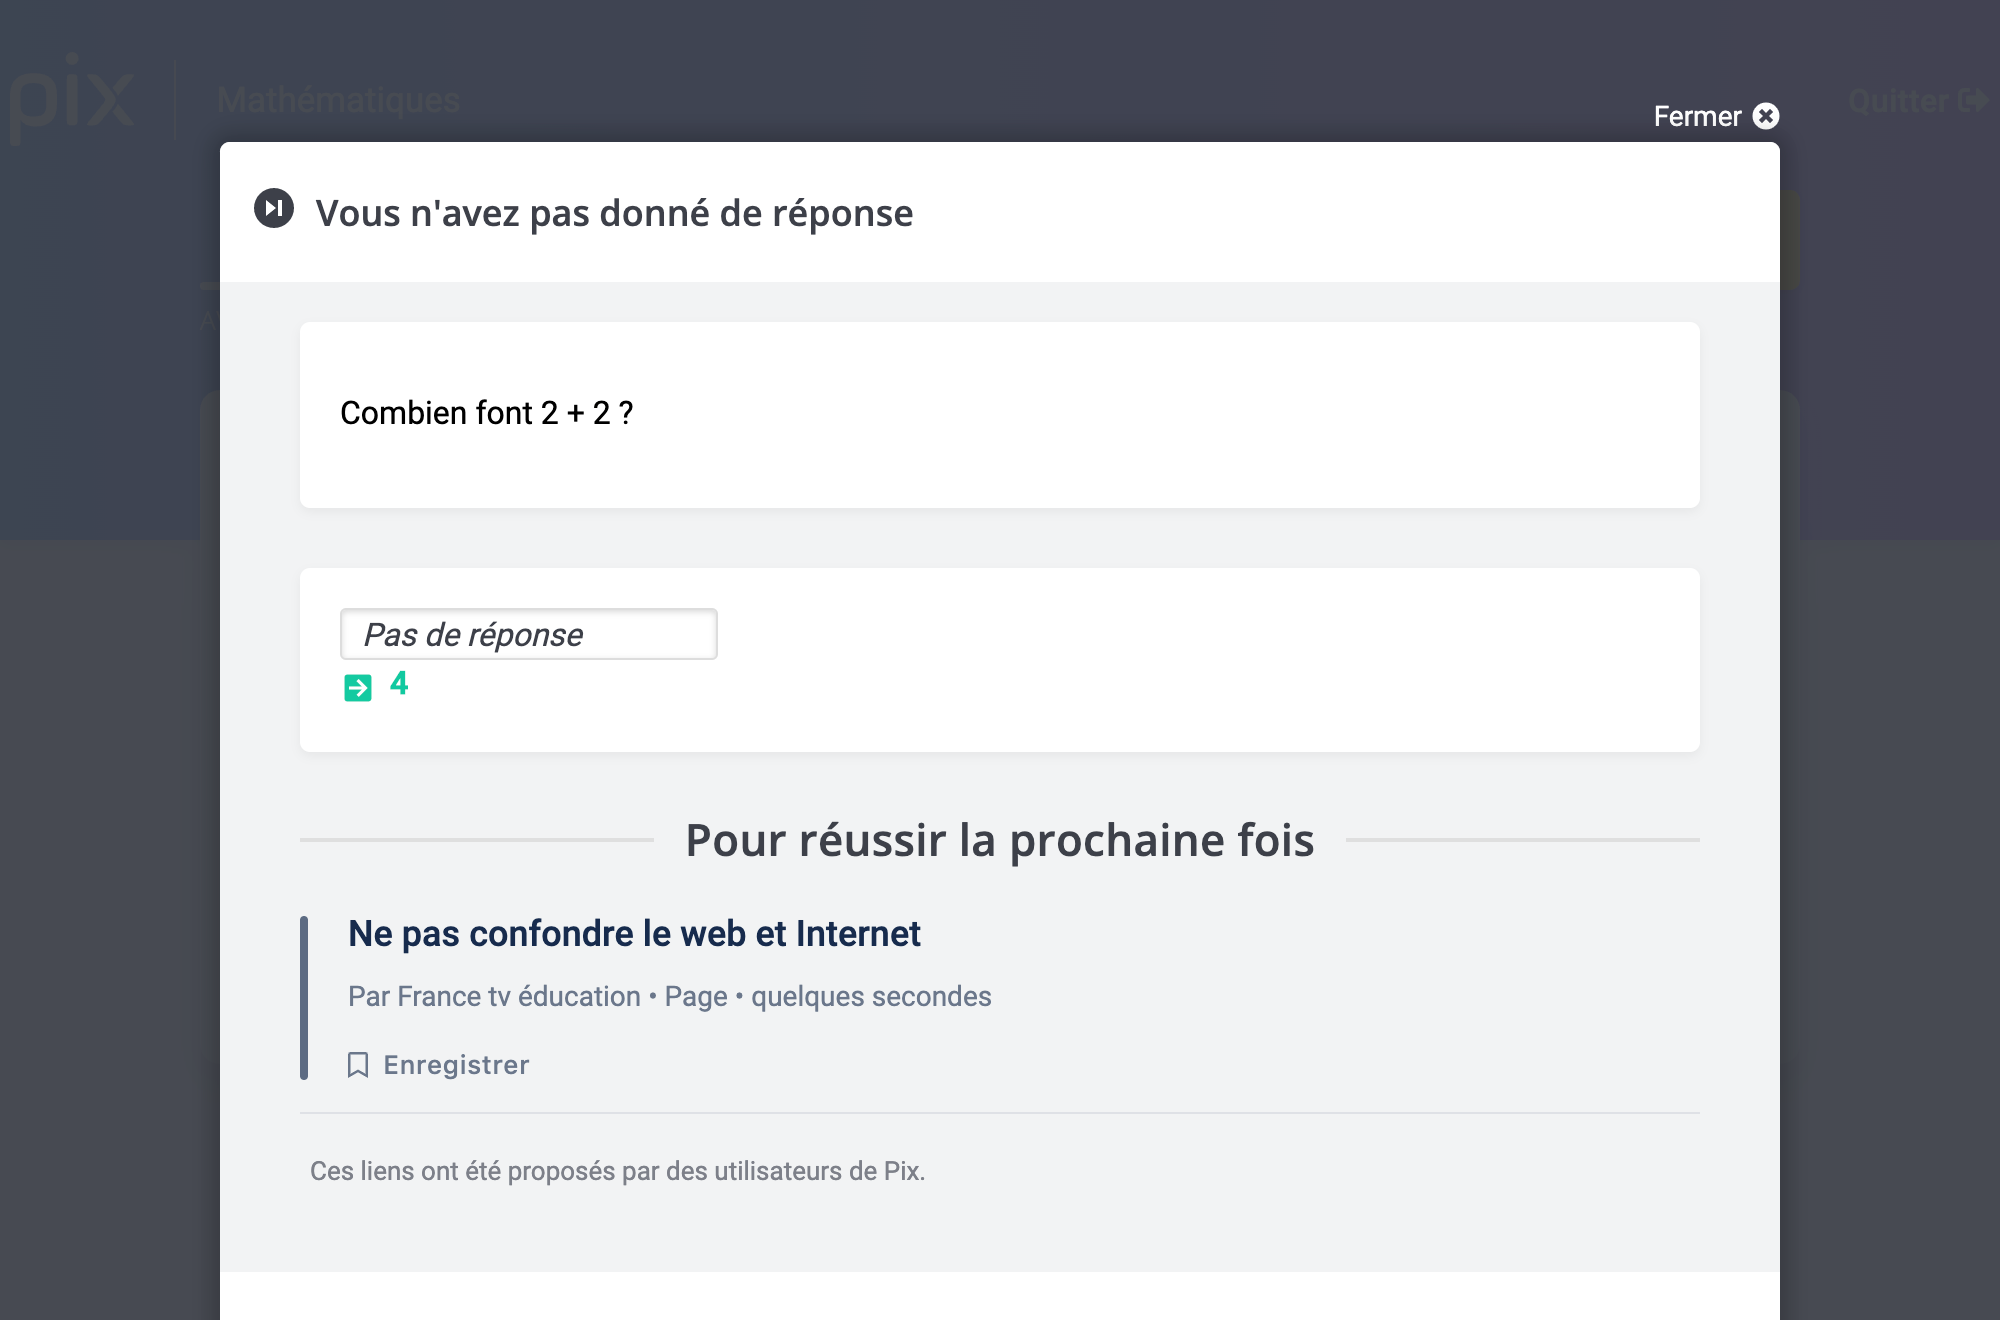 pix
Mathématiques
Quitter
Fermer
Vous n'avez pas donné de réponse
Combien font 2 + 2 ?
Pas de réponse
4
Pour réussir la prochaine fois
Ne pas confondre le web et Internet
Par France tv éducation • Page • quelques secondes
Enregistrer
Ces liens ont été proposés par des utilisateurs de Pix.